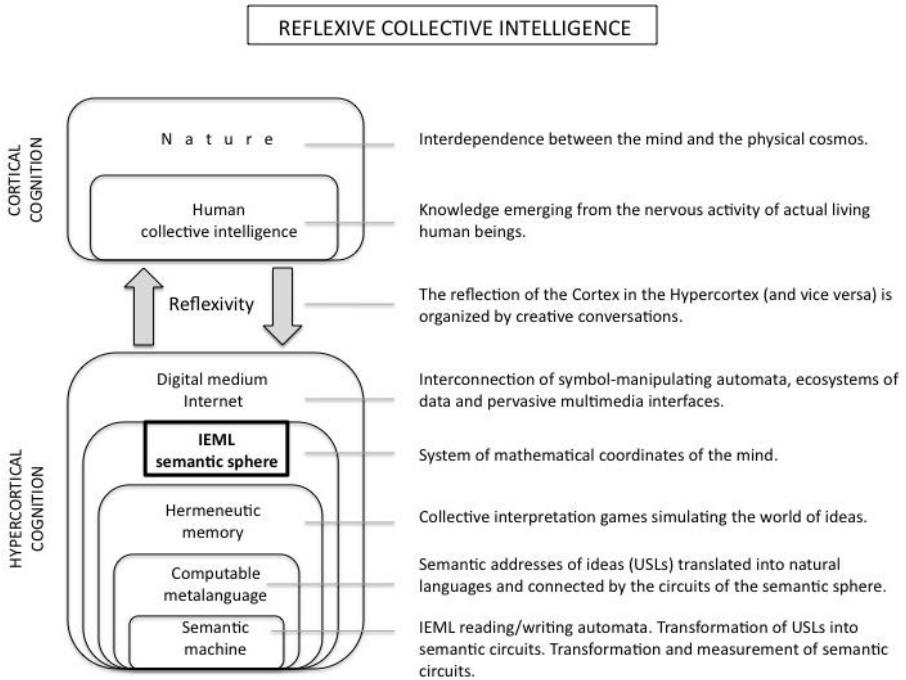 REFLEXIVE COLLECTIVE INTELLIGENCE
CORTICAL
COGNITION
N a t u r e
Interdependence between the mind and the physical cosmos.
Human
collective intelligence
Knowledge emerging from the nervous activity of actual living
human beings.
Reflexivity
The reflection of the Cortex in the Hypercortex (and vice versa) is
organized by creative conversations.
HYPERCORTICAL
COGNITION
Digital medium
Internet
Interconnection of symbol-manipulating automata, ecosystems of
data and pervasive multimedia interfaces.
IEML
semantic sphere
System of mathematical coordinates of the mind.
Hermeneutic
memory
Collective interpretation games simulating the world of ideas.
Computable
metalanguage
Semantic addresses of ideas (USLs) translated into natural
languages and connected by the circuits of the semantic sphere.
Semantic
machine
IEML reading/writing automata. Transformation of USLs into
semantic circuits. Transformation and measurement of semantic
circuits.